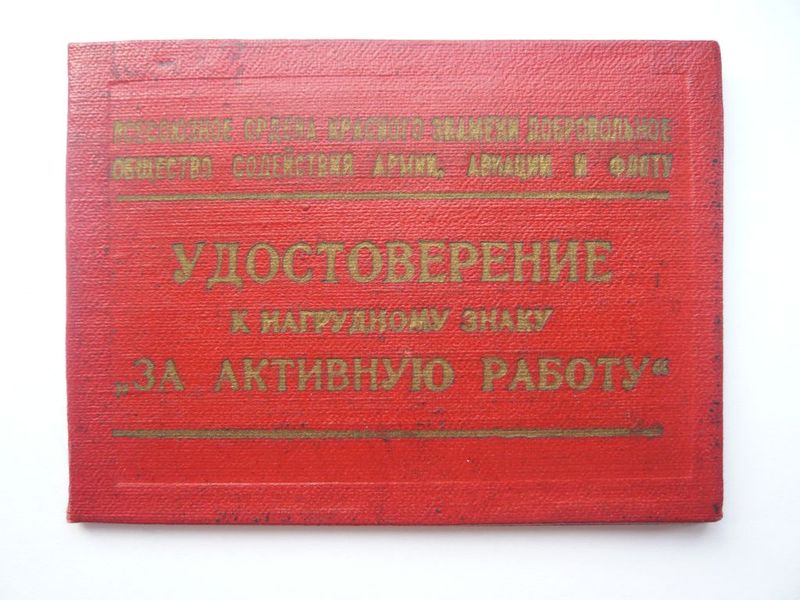 ВСЕСОЮЗНОЕ ОРДЕНА КРАСНОГО ЗНАМЕНИ ДОБРОВОЛЬНОЕ
ОБЩЕСТВО СОДЕЙСТВИЯ АРМИИ, АВИАЦИИ И ФЛОТУ
УДОСТОВЕРЕНИЕ
К НАГРУДНОМУ ЗНАКУ
„ЗА АКТИВНУЮ РАБОТУ“